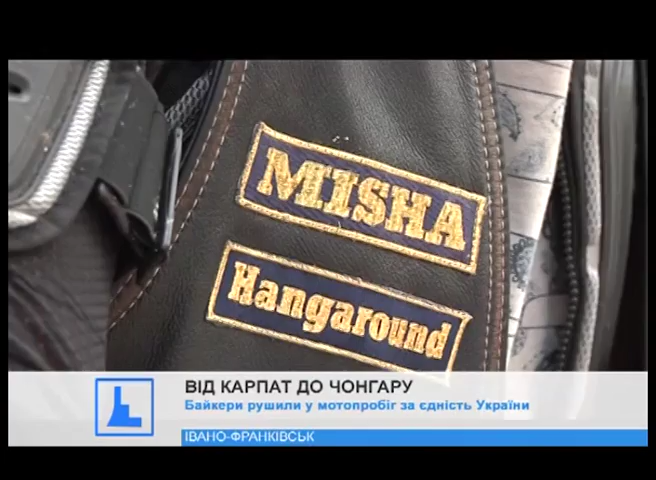 MISHA
Hangaround
ВІД КАРПАТ ДО ЧОНГАРУ
Байкери рушили у мотопробіг за єдність України
ІВАНО-ФРАНКІВСЬК